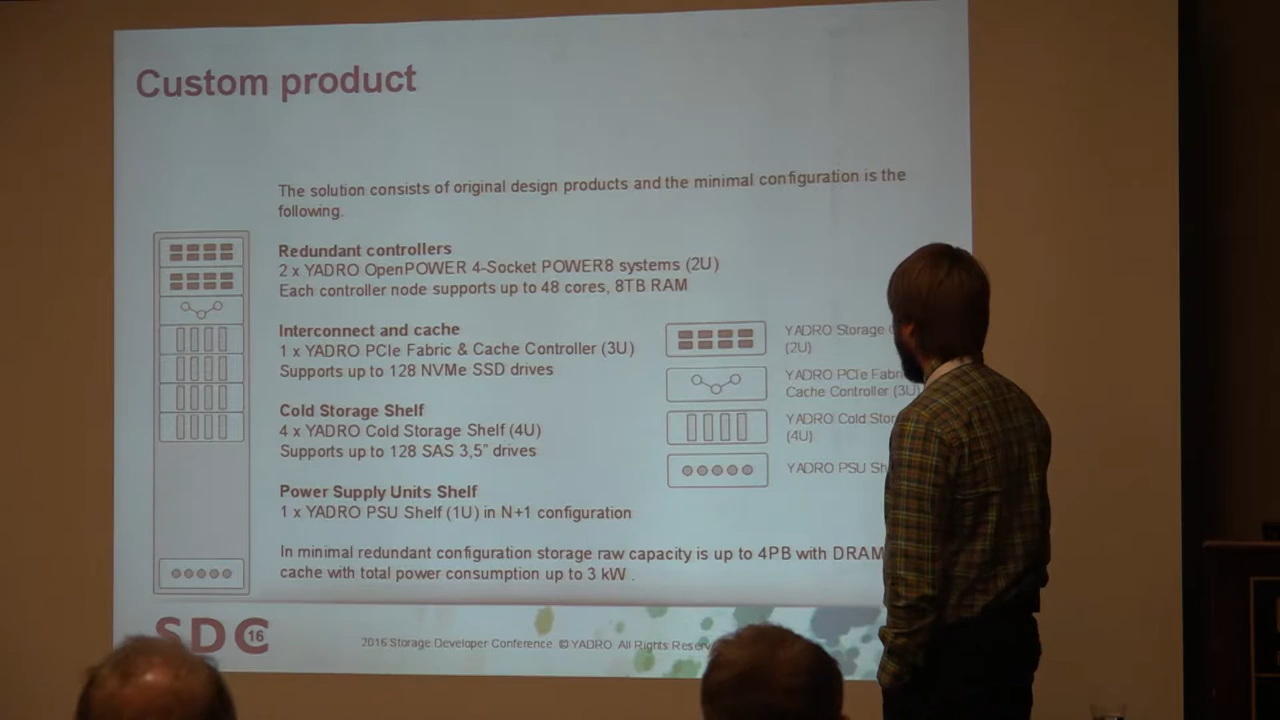 Custom product
The solution consists of original design products and the minimal configuration is the
following.
Redundant controllers
2 x YADRO OpenPOWER 4-Socket POWER8 systems (2U)
Each controller node supports up to 48 cores, 8TB RAM
Interconnect and cache
1 x YADRO PCIe Fabric & Cache Controller (3U)
Supports up to 128 NVMe SSD drives
Cold Storage Shelf
4 x YADRO Cold Storage Shelf (4U)
Supports up to 128 SAS 3,5" drives
Power Supply Units Shelf
1 x YADRO PSU Shelf (1U) in N+1 configuration
In minimal redundant configuration storage raw capacity is up to 4PB with DRAM
cache with total power consumption up to 3 kW .
YADRO Storage
(2U)
YADRO PCIe Fabr
Cache Controller (3U)
YADRO Cold Stor
(4U)
YADRO PSU Sh
SDC 16
2016 Storage Developer Conference © YADRO All Rights Reserv